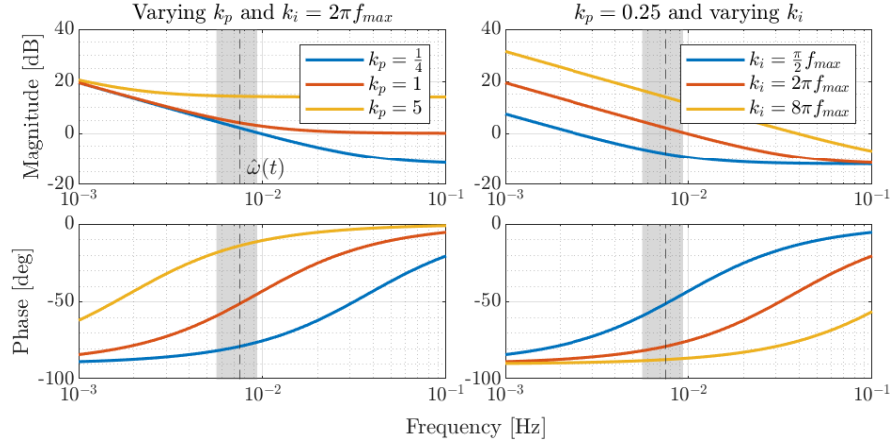 Varying $k_p$ and $k_i = 2\pi f_{max}$
$k_p = 0.25$ and varying $k_i$
Magnitude [dB]
40
20
0
-20
$k_p = \frac{1}{4}$
$k_p = 1$
$k_p = 5$
$\hat{\omega}(t)$
$10^{-3}$ $10^{-2}$ $10^{-1}$
40
20
0
-20
$k_i = \frac{\pi}{2} f_{max}$
$k_i = 2\pi f_{max}$
$k_i = 8\pi f_{max}$
$10^{-3}$ $10^{-2}$ $10^{-1}$
Phase [deg]
0
-50
-100
$10^{-3}$ $10^{-2}$ $10^{-1}$
0
-50
-100
$10^{-3}$ $10^{-2}$ $10^{-1}$
Frequency [Hz]